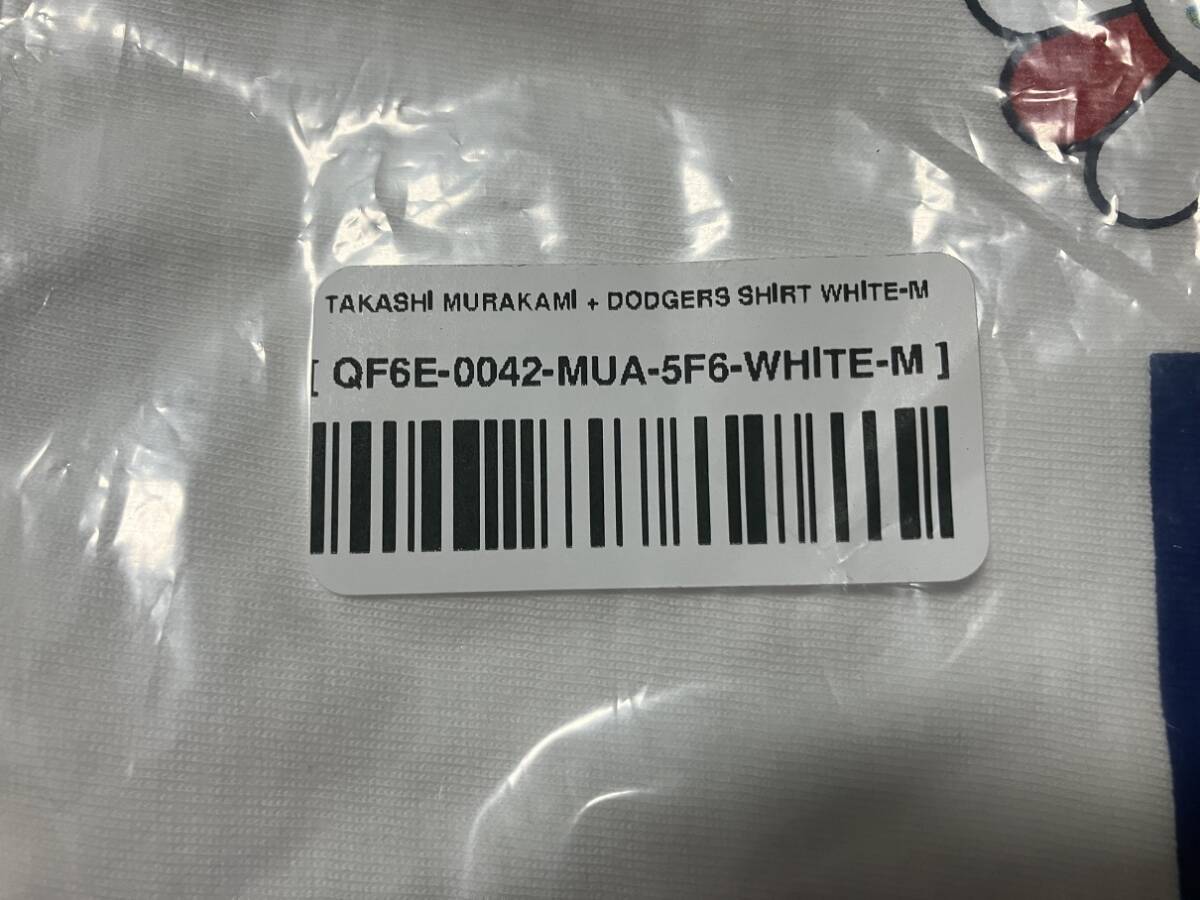 TAKASHI MURAKAMI + DODGERS SHIRT WHITE-M
[ QF6E-0042-MUA-5F6-WHITE-M ]